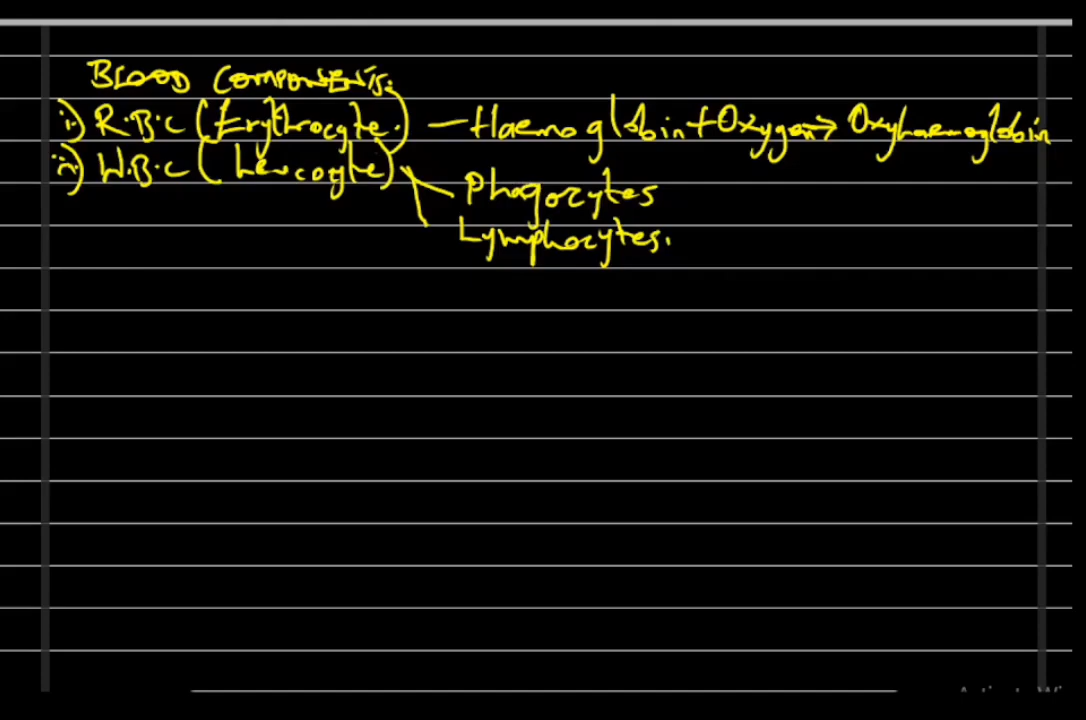 Blood Components.
i) R.B.C (Erythrocyte.) — Haemoglobin + Oxygen → Oxyhaemoglobin
ii) W.B.C (Leucocyte)
Phagocytes
Lymphocytes.